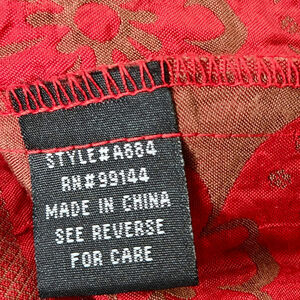 STYLE#A884
RN#99144
MADE IN CHINA
SEE REVERSE
FOR CARE